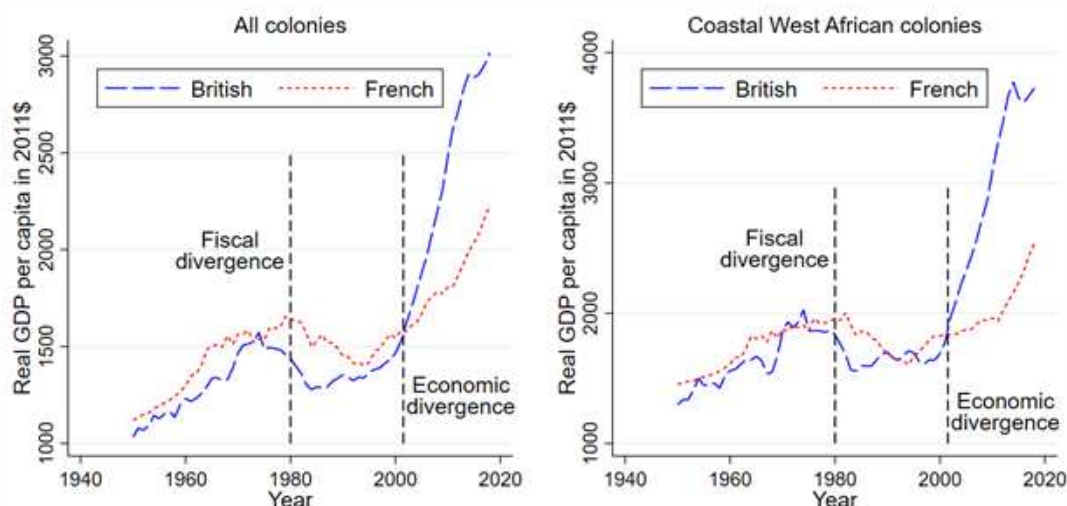 All colonies
British French
Real GDP per capita in 2011$
3000
2500
2000
1500
1000
Fiscal
divergence
Economic
divergence
1940 1960 1980 2000 2020
Year
Coastal West African colonies
British French
Real GDP per capita in 2011$
4000
3000
2000
1000
Fiscal
divergence
Economic
divergence
1940 1960 1980 2000 2020
Year